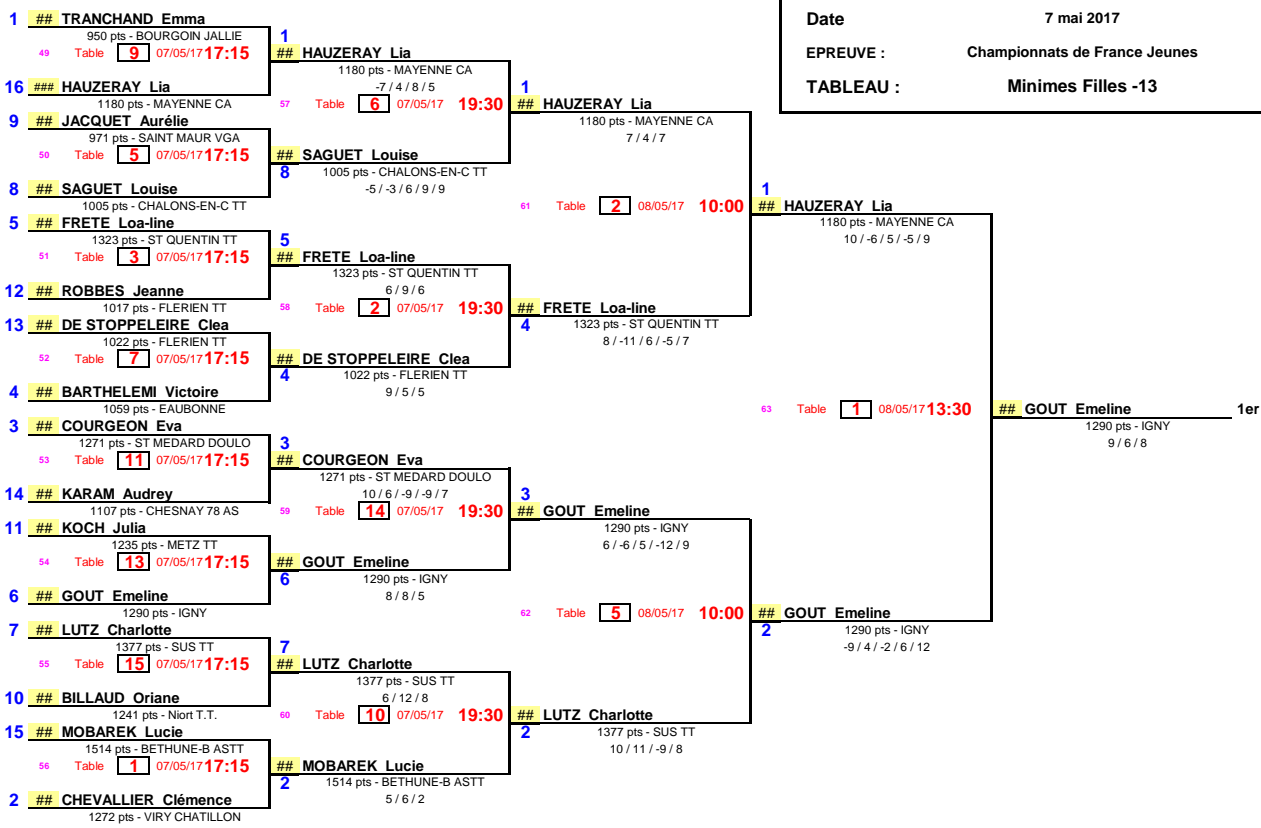 Date 7 mai 2017
EPREUVE : Championnats de France Jeunes
TABLEAU : Minimes Filles -13
1 ## TRANCHAND Emma
950 pts - BOURGOIN JALLIE
49 Table 9 07/05/17 17:15
16 ### HAUZERAY Lia
1180 pts - MAYENNE CA
9 ## JACQUET Aurélie
971 pts - SAINT MAUR VGA
50 Table 5 07/05/17 17:15
8 ## SAGUET Louise
1005 pts - CHALONS-EN-C TT
5 ## FRETE Loa-line
1323 pts - ST QUENTIN TT
51 Table 3 07/05/17 17:15
12 ## ROBBES Jeanne
1017 pts - FLERIEN TT
13 ## DE STOPPELEIRE Clea
1022 pts - FLERIEN TT
52 Table 7 07/05/17 17:15
4 ## BARTHELEMI Victoire
1059 pts - EAUBONNE
3 ## COURGEON Eva
1271 pts - ST MEDARD DOULO
53 Table 11 07/05/17 17:15
14 ## KARAM Audrey
1107 pts - CHESNAY 78 AS
11 ## KOCH Julia
1235 pts - METZ TT
54 Table 13 07/05/17 17:15
6 ## GOUT Emeline
1290 pts - IGNY
7 ## LUTZ Charlotte
1377 pts - SUS TT
55 Table 15 07/05/17 17:15
10 ## BILLAUD Oriane
1241 pts - Niort T.T.
15 ## MOBAREK Lucie
1514 pts - BETHUNE-B ASTT
56 Table 1 07/05/17 17:15
2 ## CHEVALLIER Clémence
1272 pts - VIRY CHATILLON
1
## HAUZERAY Lia
1180 pts - MAYENNE CA
-7 / 4 / 8 / 5
57 Table 6 07/05/17 19:30
## SAGUET Louise
8
1005 pts - CHALONS-EN-C TT
-5 / -3 / 6 / 9 / 9
5
## FRETE Loa-line
1323 pts - ST QUENTIN TT
6 / 9 / 6
58 Table 2 07/05/17 19:30
## DE STOPPELEIRE Clea
4
1022 pts - FLERIEN TT
9 / 5 / 5
3
## COURGEON Eva
1271 pts - ST MEDARD DOULO
10 / 6 / -9 / -9 / 7
59 Table 14 07/05/17 19:30
## GOUT Emeline
6
1290 pts - IGNY
8 / 8 / 5
7
## LUTZ Charlotte
1377 pts - SUS TT
6 / 12 / 8
60 Table 10 07/05/17 19:30
## MOBAREK Lucie
2
1514 pts - BETHUNE-B ASTT
5 / 6 / 2
1
## HAUZERAY Lia
1180 pts - MAYENNE CA
7 / 4 / 7
61 Table 2 08/05/17 10:00
## FRETE Loa-line
4
1323 pts - ST QUENTIN TT
8 / -11 / 6 / -5 / 7
3
## GOUT Emeline
1290 pts - IGNY
6 / -6 / 5 / -12 / 9
62 Table 5 08/05/17 10:00
## LUTZ Charlotte
2
1377 pts - SUS TT
10 / 11 / -9 / 8
1
## HAUZERAY Lia
1180 pts - MAYENNE CA
10 / -6 / 5 / -5 / 9
63 Table 1 08/05/17 13:30
## GOUT Emeline
2
1290 pts - IGNY
-9 / 4 / -2 / 6 / 12
## GOUT Emeline 1er
1290 pts - IGNY
9 / 6 / 8